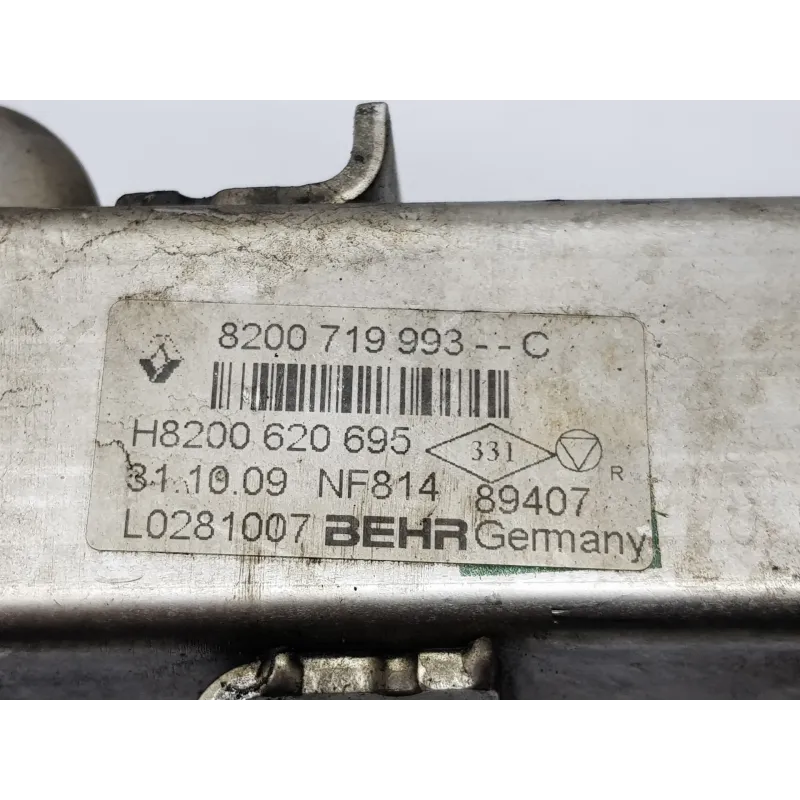 8200 719 993 - - C
H8200 620 695 331 R
31.10.09 NF814 89407
L0281007 BEHR Germany